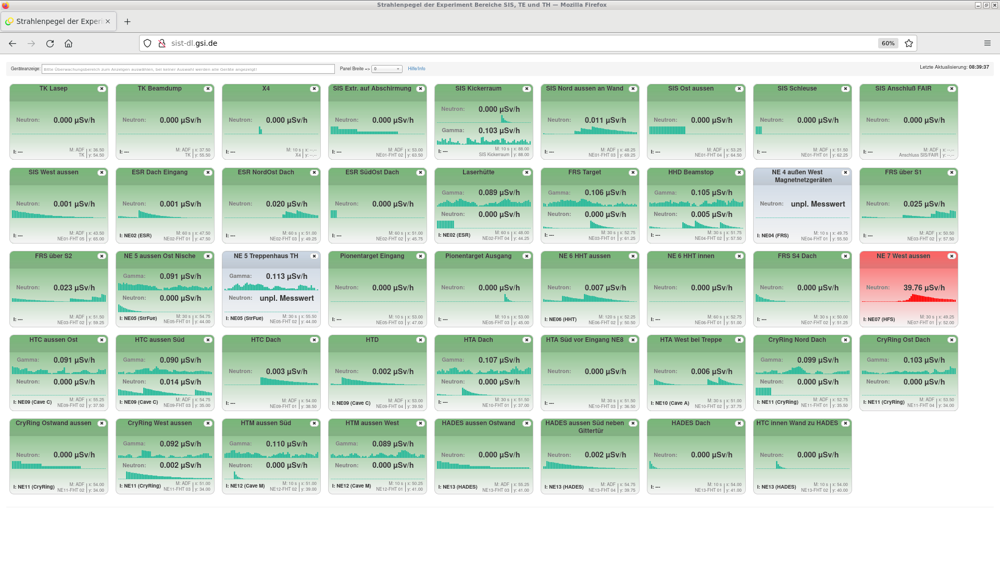 Strahlenpegel der Experiment Bereiche SIS, TE und TH — Mozilla Firefox
Strahlenpegel der Experi
sist-dl.gsi.de
60%
Geräteanzeige:
Bitte Überwachungsbereich zum Anzeigen auswählen, bei keiner Auswahl werden alle Geräte angezeigt!
Panel Breite =>
0
Hilfe/Info
Letzte Aktualisierung: 08:39:37
TK Lasep
Neutron: 0.000 µSv/h
I: ---
M: ADF | x: 36.50
TK | y: 54.50
TK Beamdump
Neutron: 0.000 µSv/h
I: ---
M: ADF | x: 37.50
TK | y: 55.50
X4
Neutron: 0.000 µSv/h
I: ---
M: 10 s | x: --.--
X4 | y: --.--
SIS Extr. auf Abschirmung
Neutron: 0.000 µSv/h
I: ---
M: ADF | x: 53.00
NE01-FHT 02 | y: 63.50
SIS Kickerraum
Neutron: 0.000 µSv/h
Gamma: 0.103 µSv/h
I: ---
M: 10 s | x: 88.00
SIS Kickerraum | y: 88.00
SIS Nord aussen an Wand
Neutron: 0.011 µSv/h
I: ---
M: ADF | x: 48.25
NE01-FHT 03 | y: 69.25
SIS Ost aussen
Neutron: 0.000 µSv/h
I: ---
M: ADF | x: 53.25
NE01-FHT 04 | y: 64.50
SIS Schleuse
Neutron: 0.000 µSv/h
I: ---
M: ADF | x: 51.50
NE01-FHT 01 | y: 62.25
SIS Anschluß FAIR
Neutron: 0.000 µSv/h
I: ---
M: ADF | x: --.--
Anschluss SIS/FAIR | y: --.--
SIS West aussen
Neutron: 0.001 µSv/h
I: ---
M: ADF | x: 43.50
NE01-FHT 05 | y: 65.00
ESR Dach Eingang
Neutron: 0.001 µSv/h
I: NE02 (ESR)
M: 60 s | x: 47.50
NE02-FHT 01 | y: 47.50
ESR NordOst Dach
Neutron: 0.020 µSv/h
I: ---
M: 60 s | x: 51.00
NE02-FHT 03 | y: 49.25
ESR SüdOst Dach
Neutron: 0.000 µSv/h
I: ---
M: 60 s | x: 51.00
NE02-FHT 02 | y: 45.75
Laserhütte
Gamma: 0.089 µSv/h
Neutron: 0.000 µSv/h
I: NE02 (ESR)
M: 60 s | x: 48.00
NE02-FHT 04 | y: 44.25
FRS Target
Gamma: 0.106 µSv/h
Neutron: 0.000 µSv/h
I: ---
M: 30 s | x: 52.75
NE03-FHT 01 | y: 61.25
HHD Beamstop
Gamma: 0.105 µSv/h
Neutron: 0.005 µSv/h
I: ---
M: 30 s | x: 51.75
NE04-FHT 02 | y: 57.50
NE 4 außen West
Magnetnetzgeräten
Neutron: unpl. Messwert
I: NE04 (FRS)
M: 10 s | x: 49.75
NE04-FHT 01 | y: 55.50
FRS über S1
Neutron: 0.025 µSv/h
I: ---
M: ADF | x: 50.50
NE03-FHT 02 | y: 57.50
FRS über S2
Neutron: 0.023 µSv/h
I: ---
M: ADF | x: 51.50
NE03-FHT 02 | y: 59.25
NE 5 aussen Ost Nische
Gamma: 0.091 µSv/h
Neutron: 0.000 µSv/h
I: NE05 (StrFue)
M: 30 s | x: 54.75
NE05-FHT 01 | y: 44.00
NE 5 Treppenhaus TH
Gamma: 0.113 µSv/h
Neutron: unpl. Messwert
I: NE05 (StrFue)
M: 30 s | x: 55.50
NE05-FHT 02 | y: 44.00
Pionentarget Eingang
Neutron: 0.000 µSv/h
I: ---
M: 10 s | x: 53.00
NE05-FHT 03 | y: 47.00
Pionentarget Ausgang
Neutron: 0.000 µSv/h
I: ---
M: 10 s | x: 53.00
NE05-FHT 03 | y: 45.00
NE 6 HHT aussen
Neutron: 0.007 µSv/h
I: NE06 (HHT)
M: 120 s | x: 52.25
NE06-FHT 02 | y: 50.50
NE 6 HHT innen
Neutron: 0.000 µSv/h
I: ---
M: 60 s | x: 52.75
NE06-FHT 01 | y: 51.00
FRS S4 Dach
Neutron: 0.000 µSv/h
I: ---
M: 30 s | x: 50.00
NE07-FHT 02 | y: 51.25
NE 7 West aussen
Neutron: 39.76 µSv/h
I: NE07 (HFS)
M: 30 s | x: 49.25
NE07-FHT 01 | y: 52.00
HTC aussen Ost
Gamma: 0.091 µSv/h
Neutron: 0.000 µSv/h
I: NE09 (Cave C)
M: ADF | x: 55.25
NE09-FHT 02 | y: 37.50
HTC aussen Süd
Gamma: 0.090 µSv/h
Neutron: 0.014 µSv/h
I: NE09 (Cave C)
M: ADF | x: 54.75
NE09-FHT 03 | y: 35.00
HTC Dach
Neutron: 0.003 µSv/h
I: ---
M: ADF | x: 54.00
NE09-FHT 01 | y: 38.50
HTD
Neutron: 0.002 µSv/h
I: NE09 (Cave C)
M: ADF | x: 53.00
NE09-FHT 04 | y: 39.50
HTA Dach
Gamma: 0.107 µSv/h
Neutron: 0.000 µSv/h
I: ---
M: 30 s | x: 51.50
NE10-FHT 01 | y: 37.00
HTA Süd vor Eingang NE8
Neutron: 0.000 µSv/h
I: ---
M: 30 s | x: 51.50
NE10-FHT 03 | y: 36.50
HTA West bei Treppe
Neutron: 0.006 µSv/h
I: NE10 (Cave A)
M: 30 s | x: 51.00
NE10-FHT 02 | y: 37.75
CryRing Nord Dach
Gamma: 0.099 µSv/h
Neutron: 0.000 µSv/h
I: NE11 (CryRing)
M: ADF | x: 52.75
NE11-FHT 01 | y: 35.50
CryRing Ost Dach
Gamma: 0.103 µSv/h
Neutron: 0.000 µSv/h
I: NE11 (CryRing)
M: ADF | x: 53.50
NE11-FHT 04 | y: 34.00
CryRing Ostwand aussen
Neutron: 0.000 µSv/h
I: NE11 (CryRing)
M: ADF | x: 54.00
NE11-FHT 02 | y: 34.00
CryRing West aussen
Gamma: 0.092 µSv/h
Neutron: 0.002 µSv/h
I: NE11 (CryRing)
M: ADF | x: 51.00
NE11-FHT 03 | y: 34.00
HTM aussen Süd
Gamma: 0.110 µSv/h
Neutron: 0.000 µSv/h
I: NE12 (Cave M)
M: 10 s | x: 51.00
NE12-FHT 02 | y: 39.00
HTM aussen West
Gamma: 0.089 µSv/h
Neutron: 0.000 µSv/h
I: NE12 (Cave M)
M: 10 s | x: 50.25
NE12-FHT 01 | y: 41.00
HADES aussen Ostwand
Neutron: 0.000 µSv/h
I: NE13 (HADES)
M: ADF | x: 55.25
NE13-FHT 03 | y: 41.00
HADES aussen Süd neben
Gittertür
Neutron: 0.002 µSv/h
I: NE13 (HADES)
M: ADF | x: 54.75
NE13-FHT 04 | y: 39.75
HADES Dach
Neutron: 0.000 µSv/h
I: ---
M: 10 s | x: 54.00
NE13-FHT 01 | y: 41.00
HTC innen Wand zu HADES
Neutron: 0.000 µSv/h
I: NE13 (HADES)
M: 10 s | x: 54.00
NE13-FHT 02 | y: 40.00